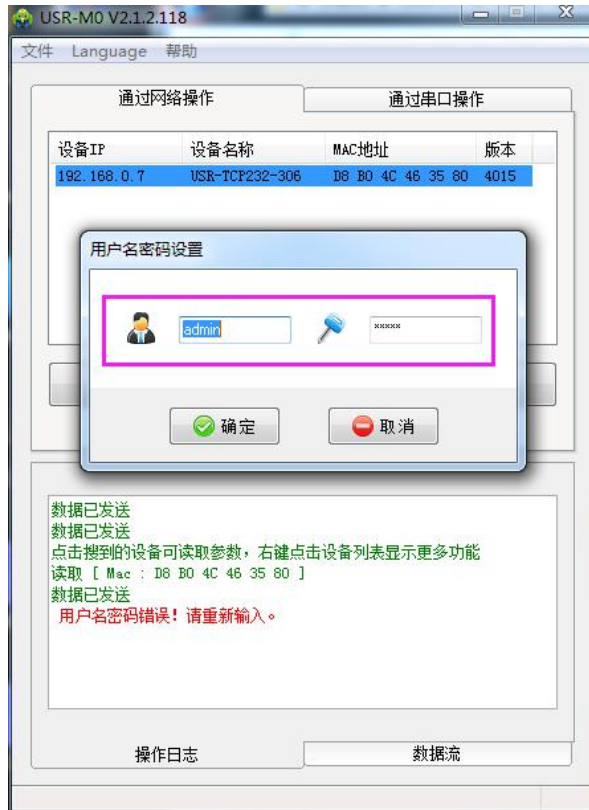 USR-M0 V2.1.2.118
文件 Language 帮助
通过网络操作 通过串口操作
设备IP 设备名称 MAC地址 版本
192.168.0.7 USR-TCP232-306 D8 B0 4C 46 35 80 4015
用户名密码设置
admin *****
确定 取消
数据已发送
数据已发送
点击搜到的设备可读取参数，右键点击设备列表显示更多功能
读取 [ Mac : D8 B0 4C 46 35 80 ]
数据已发送
用户名密码错误！请重新输入。
操作日志 数据流